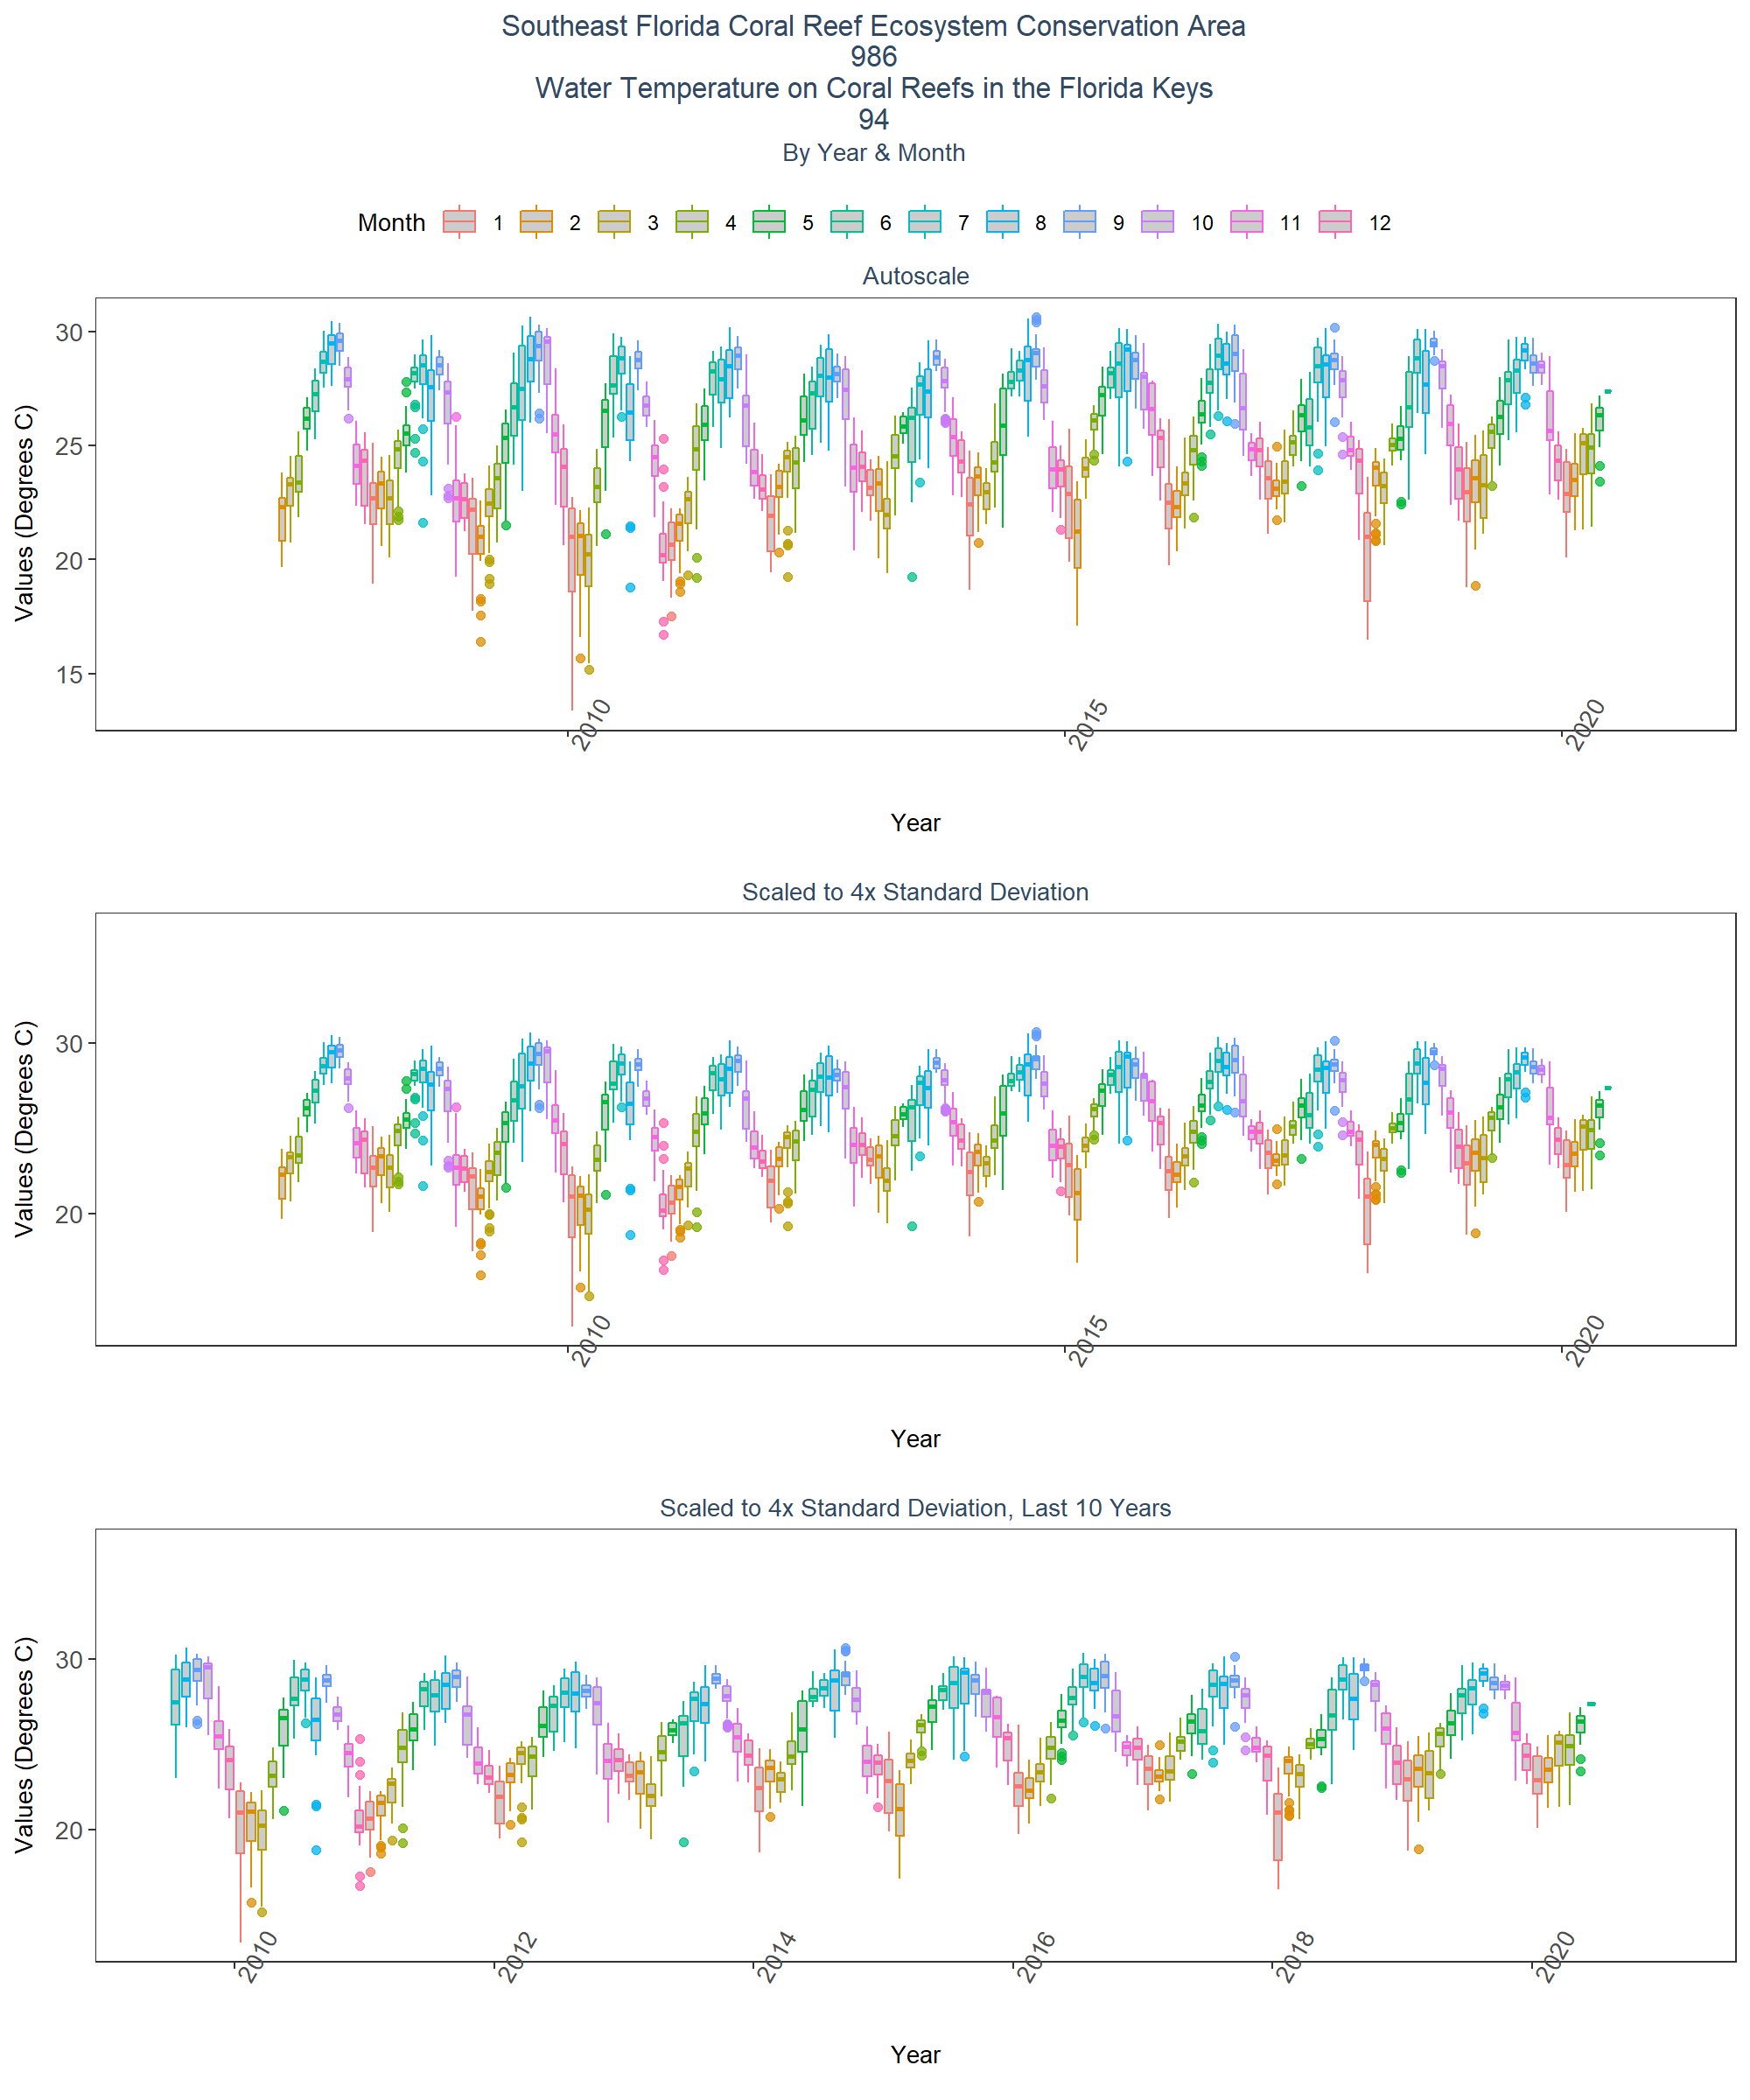 Southeast Florida Coral Reef Ecosystem Conservation Area
986
Water Temperature on Coral Reefs in the Florida Keys
94
By Year & Month
Month 1 2 3 4 5 6 7 8 9 10 11 12
Autoscale
Values (Degrees C)
30
25
20
15
2010 2015 2020
Year
Scaled to 4x Standard Deviation
Values (Degrees C)
30
20
2010 2015 2020
Year
Scaled to 4x Standard Deviation, Last 10 Years
Values (Degrees C)
30
20
2010 2012 2014 2016 2018 2020
Year